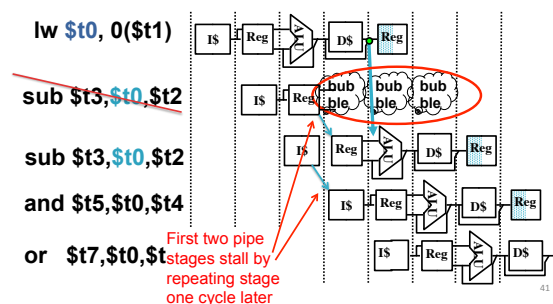 lw $t0, 0($t1)
I$ Reg ALU D$ Reg
sub $t3,$t0,$t2
I$ Reg bub ble bub ble bub ble
sub $t3,$t0,$t2
I$ Reg ALU D$ Reg
and $t5,$t0,$t4
I$ Reg ALU D$ Reg
or $t7,$t0,$t
I$ Reg ALU D$
First two pipe
stages stall by
repeating stage
one cycle later
41